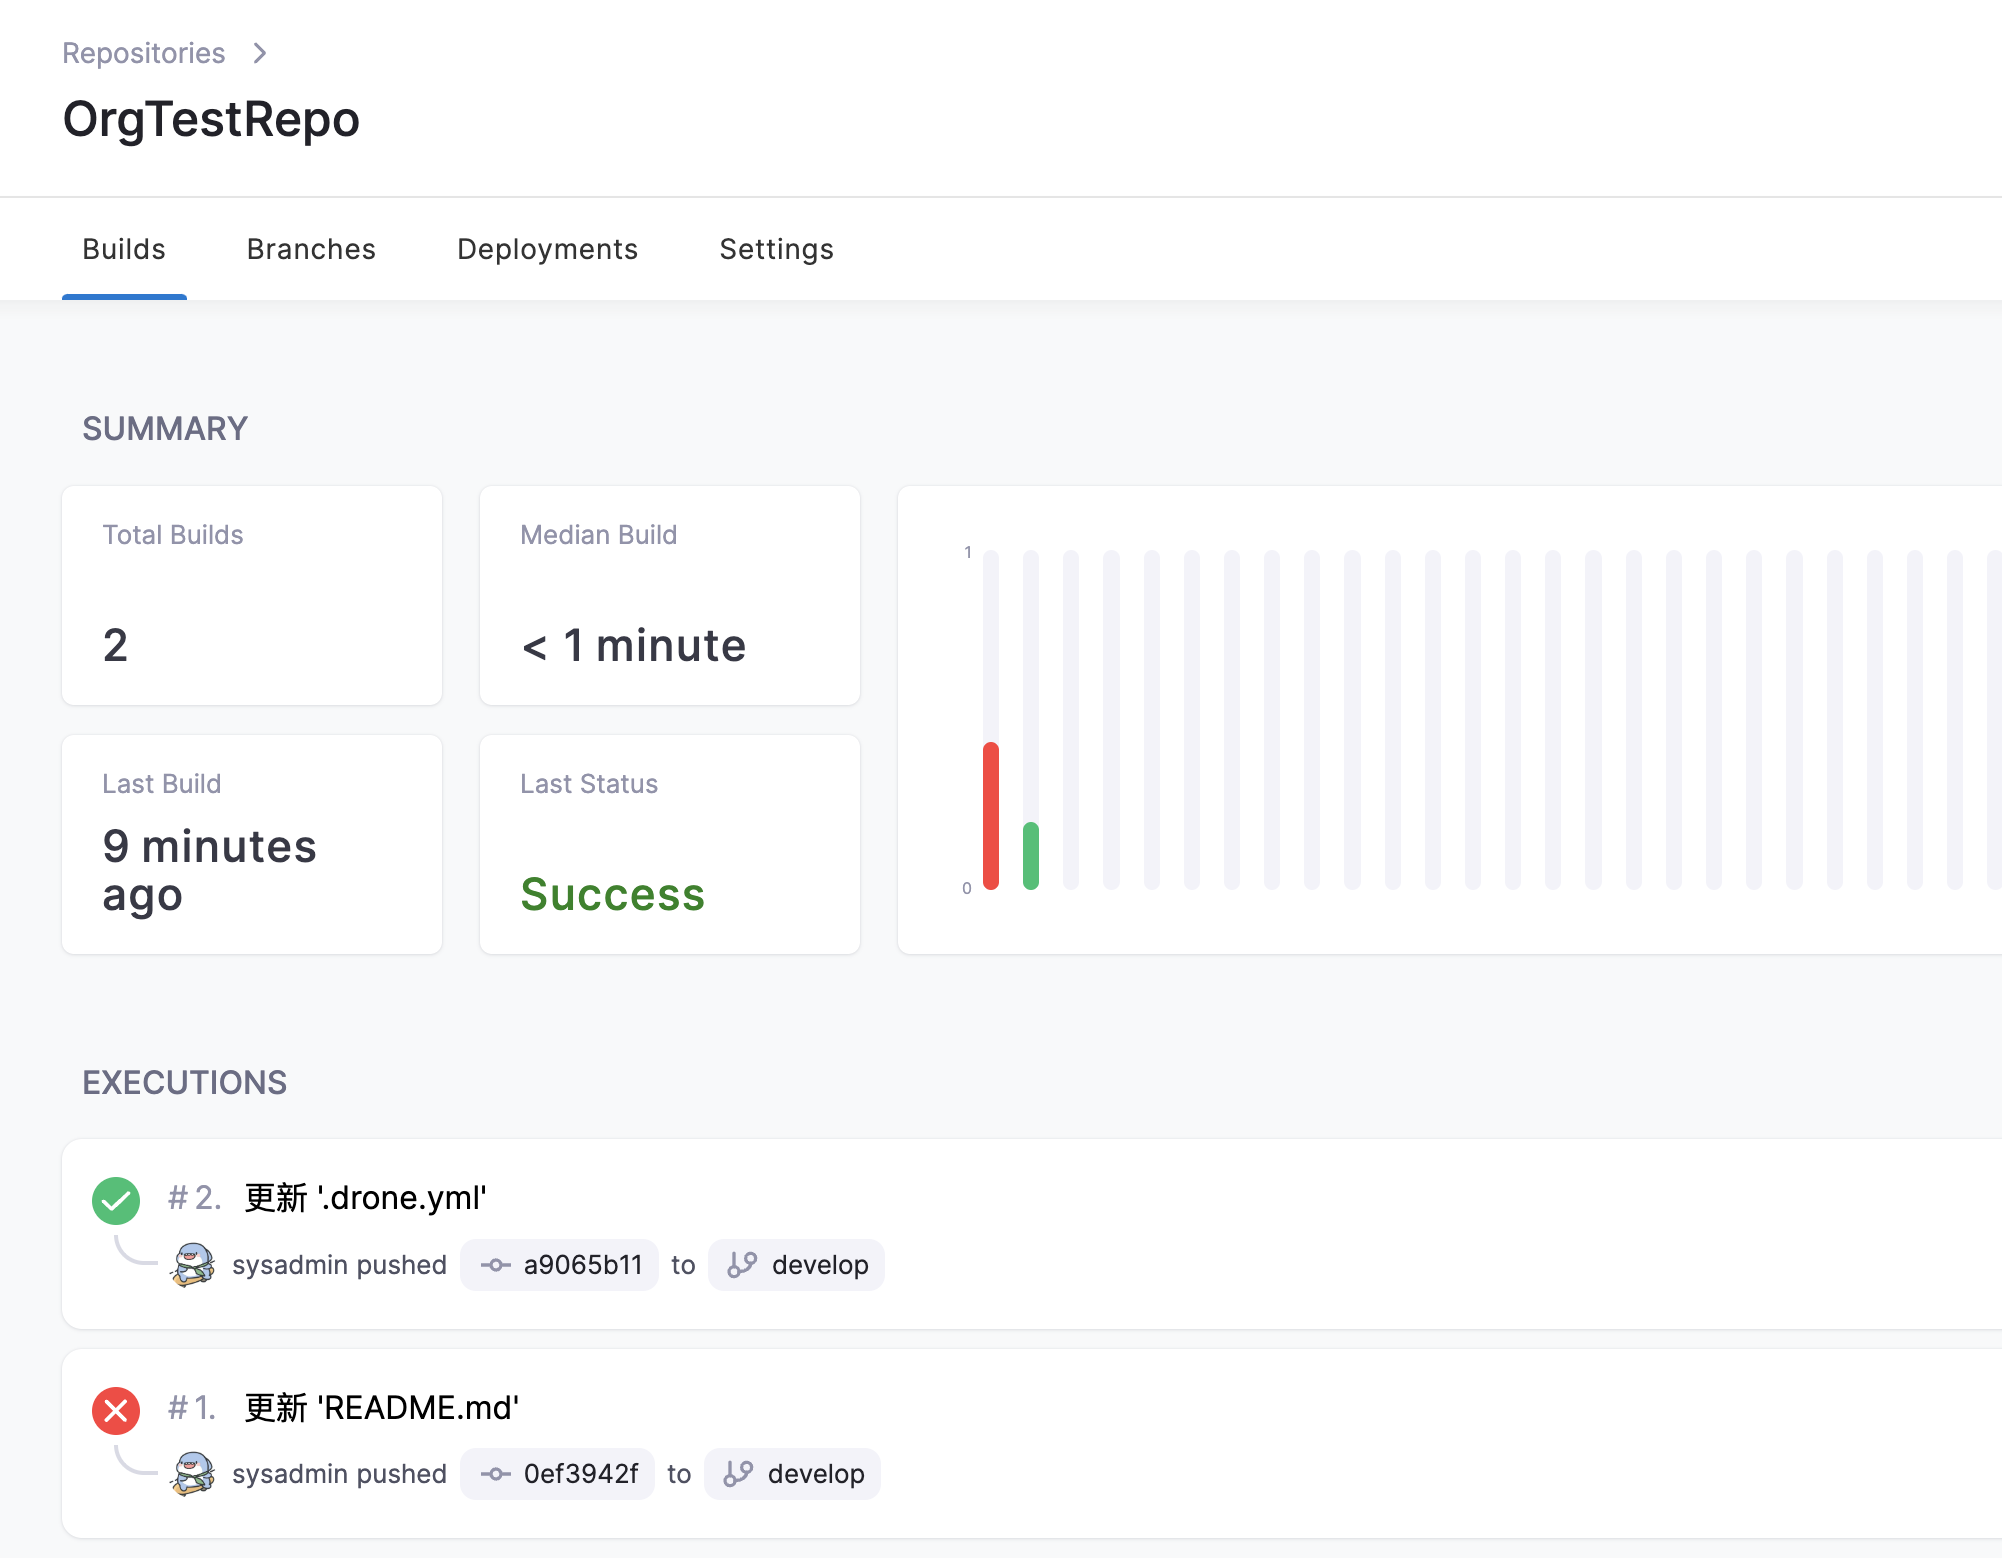 Repositories
OrgTestRepo
Builds Branches Deployments Settings
SUMMARY
Total Builds
2
Median Build
< 1 minute
Last Build
9 minutes
ago
Last Status
Success
1
0
EXECUTIONS
#2. 更新 '.drone.yml'
sysadmin pushed a9065b11 to develop
#1. 更新 'README.md'
sysadmin pushed 0ef3942f to develop